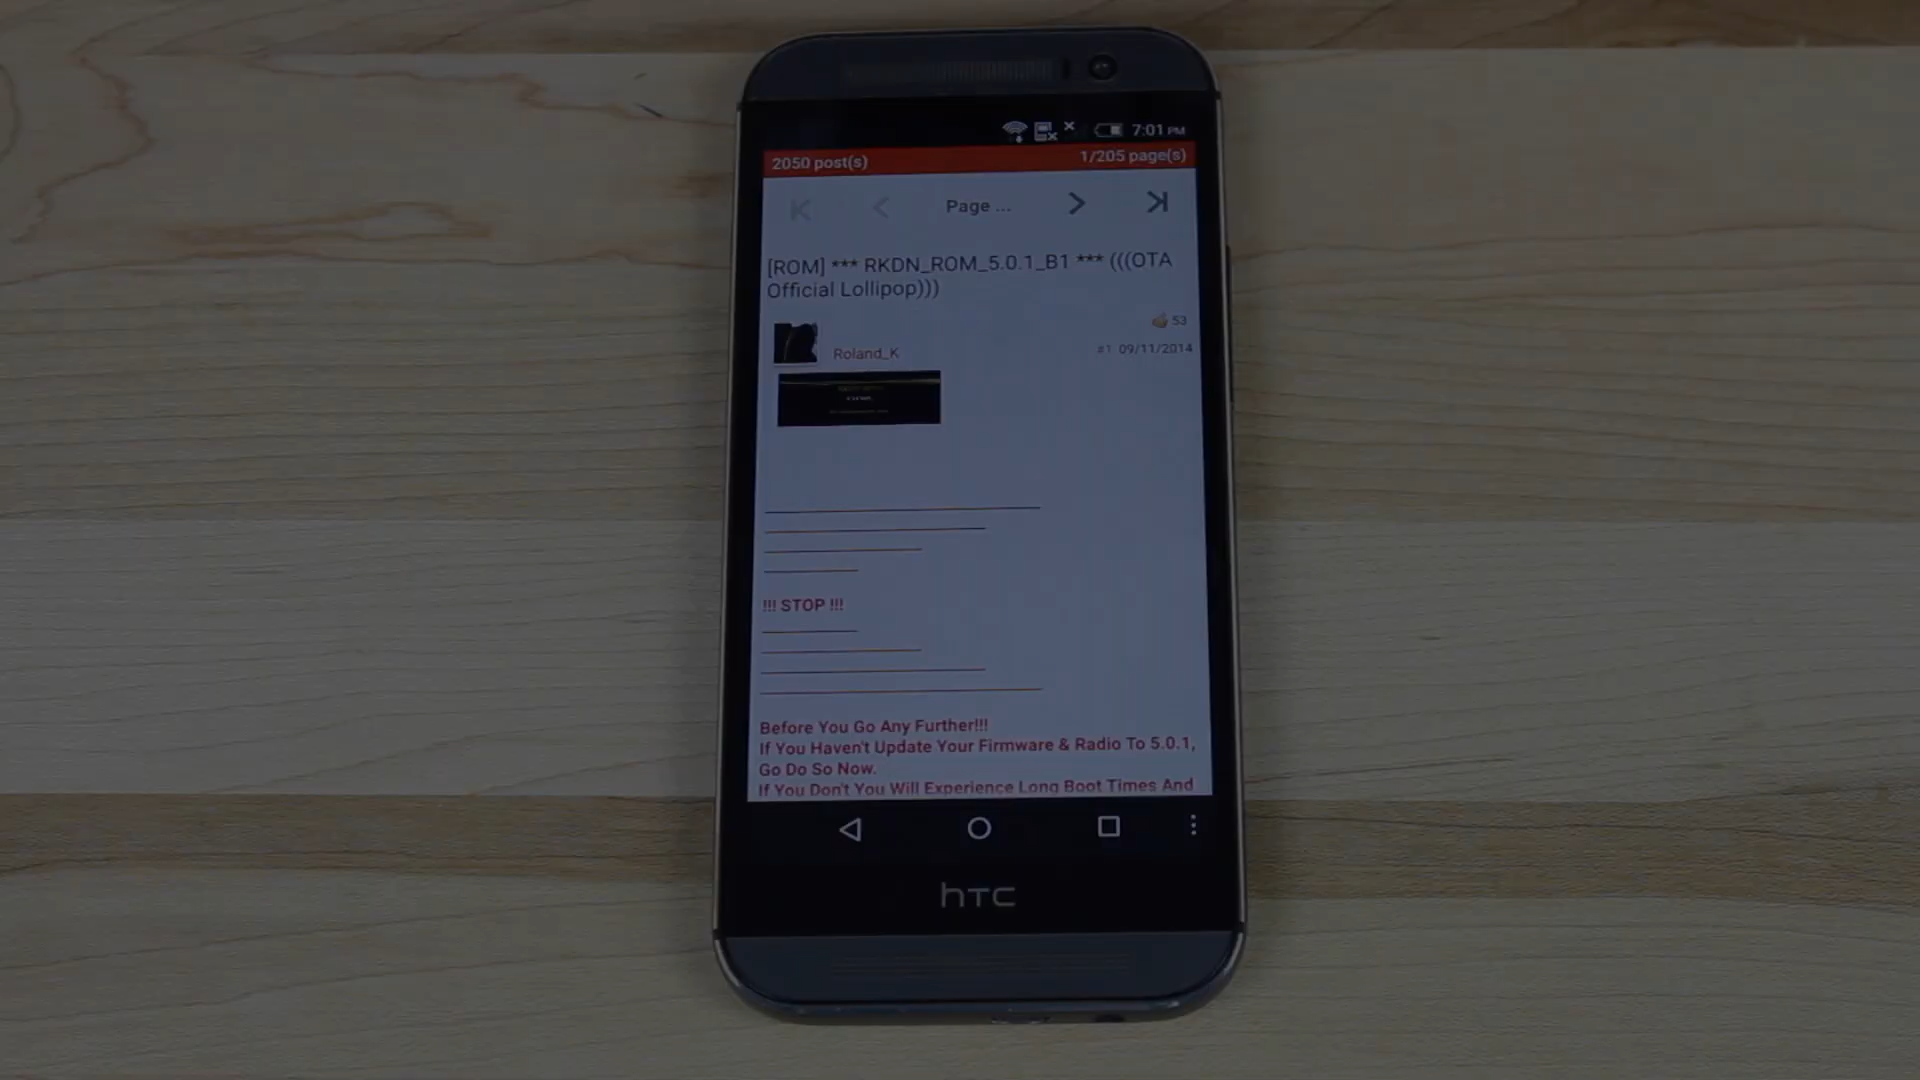 7:01 PM
2050 post(s) 1/205 page(s)
Page ...
[ROM] *** RKDN_ROM_5.0.1_B1 *** (((OTA
Official Lollipop)))
53
Roland_K #1 09/11/2014
!!! STOP !!!
Before You Go Any Further!!!
If You Haven't Update Your Firmware & Radio To 5.0.1,
Go Do So Now.
If You Don't You Will Experience Long Boot Times And
hTC